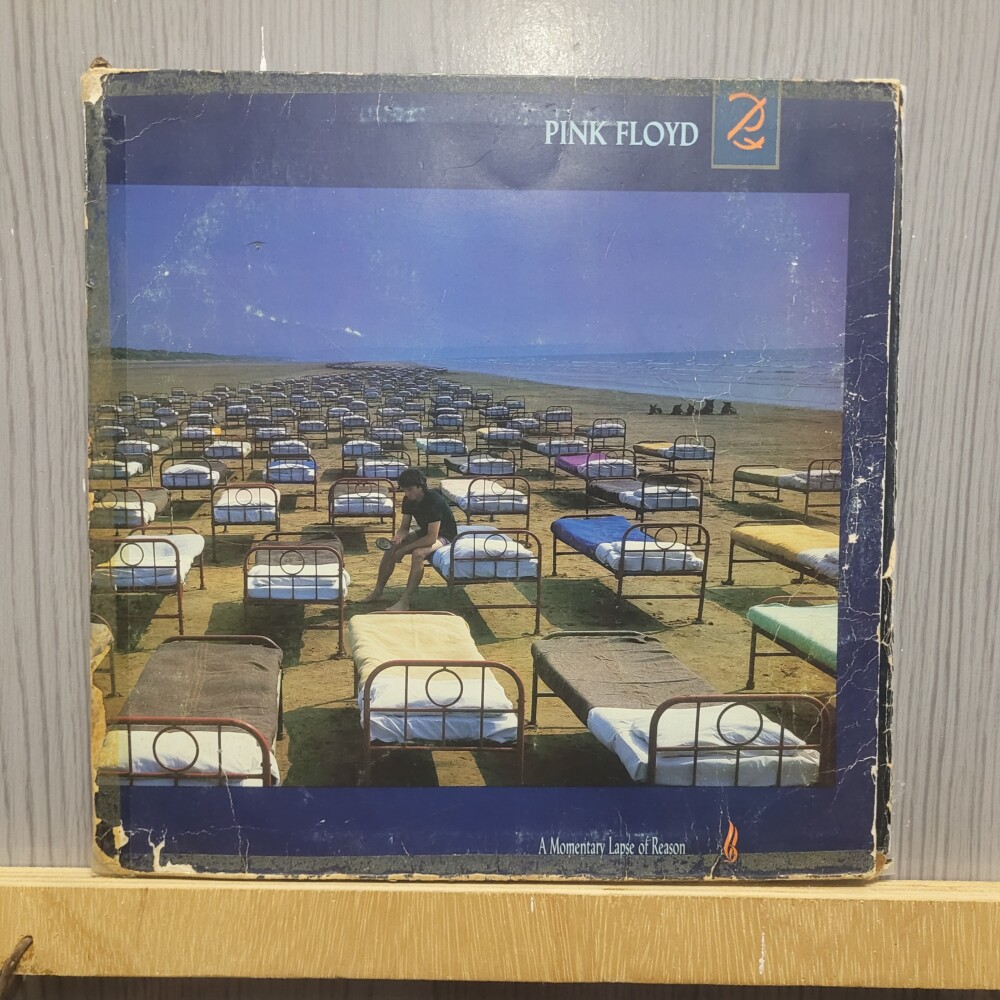 PINK FLOYD
A Momentary Lapse of Reason